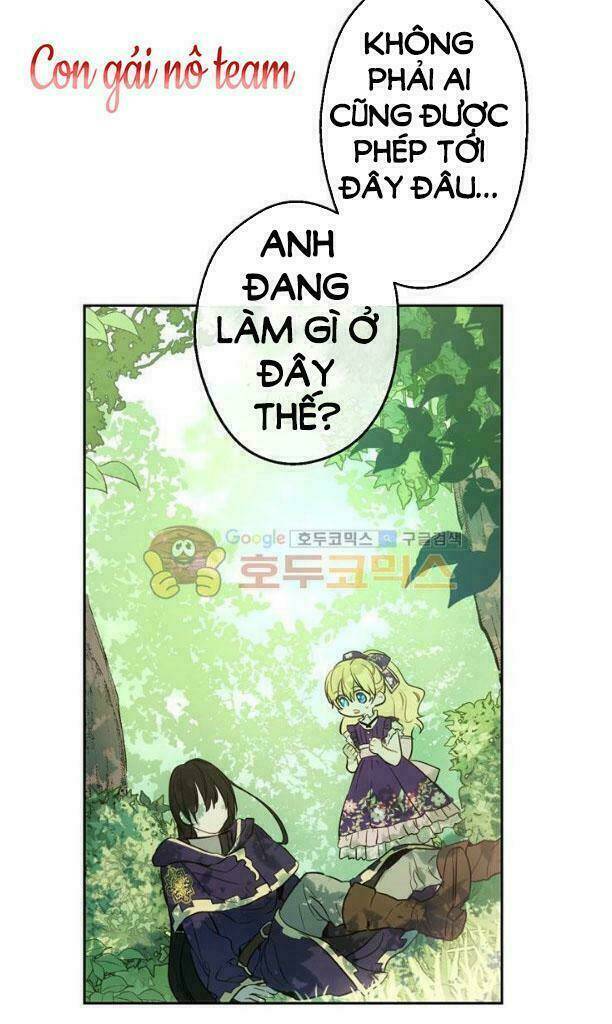 Con gái nô team
KHÔNG
PHẢI AI
CŨNG ĐƯỢC
PHÉP TỚI
ĐÂY ĐÂU...
ANH
ĐANG
LÀM GÌ Ở
ĐÂY
THẾ?
Google 호두코믹스 구글검색
호두코믹스